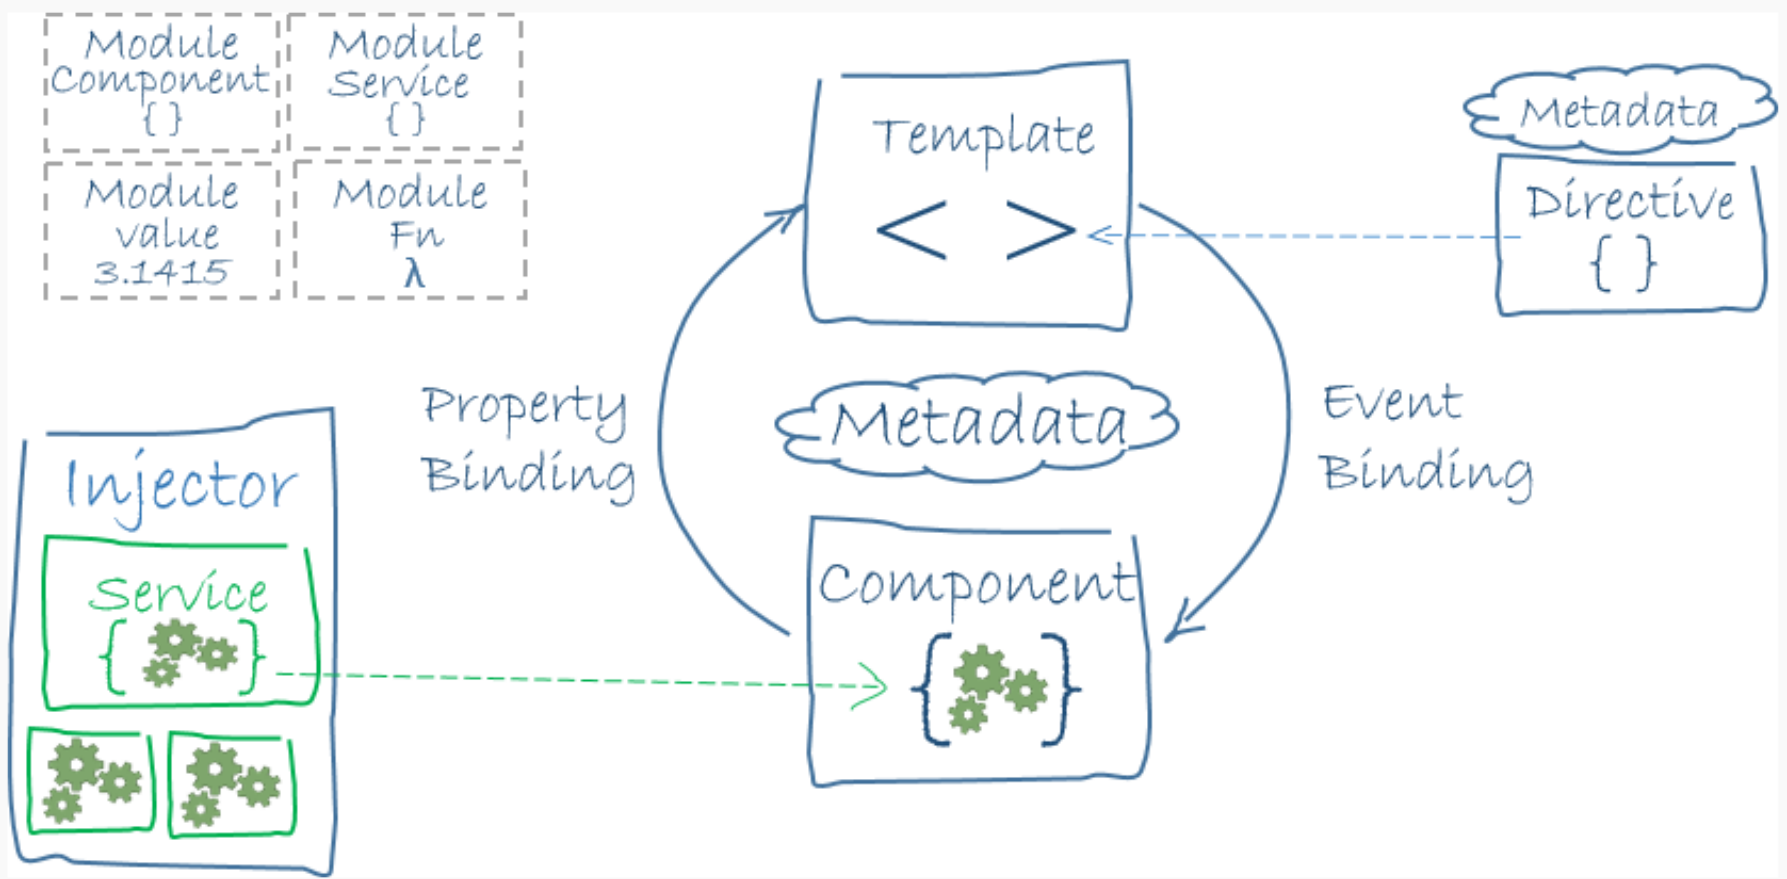 Module
Component
{ }
Module
Service
{ }
Module
value
3.1415
Module
Fn
λ
Template
< >
Metadata
Directive
{ }
Property
Binding
Metadata
Event
Binding
Injector
Service
{ }
Component
{ }